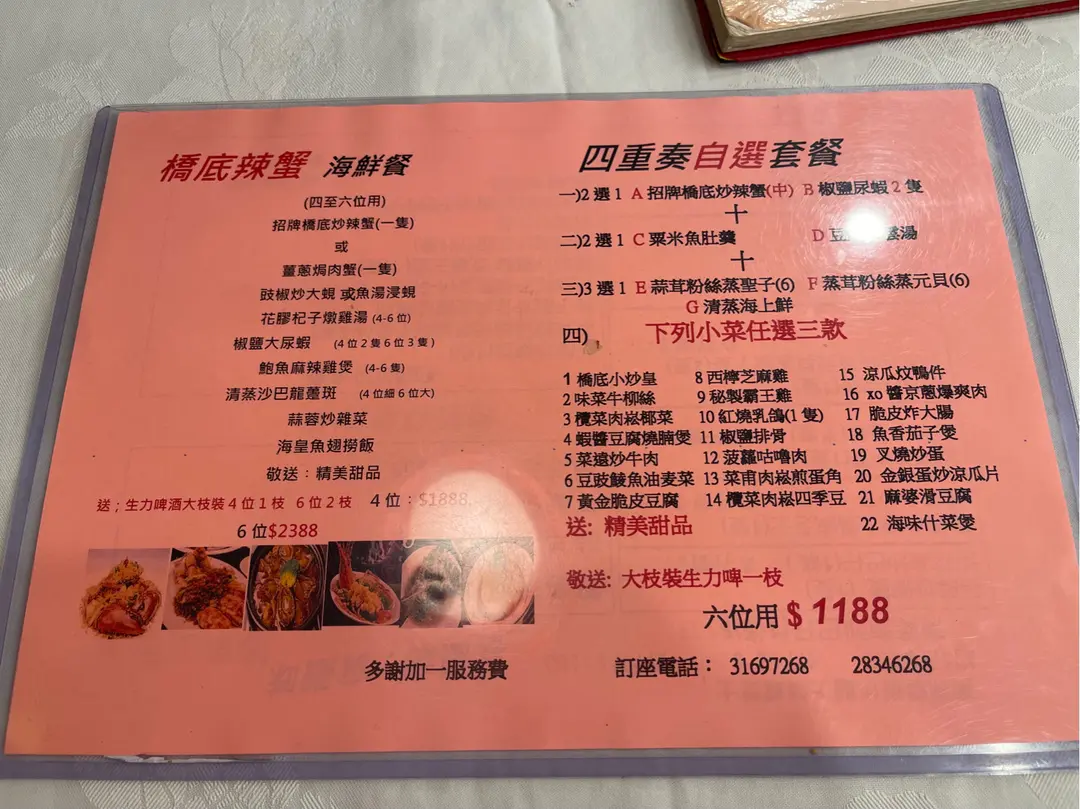 橋底辣蟹 海鮮餐
(四至六位用)
招牌橋底炒辣蟹(一隻)
或
薑蔥焗肉蟹(一隻)
豉椒炒大蜆 或魚湯浸蜆
花膠杞子燉雞湯 (4-6 位)
椒鹽大尿蝦 (4位2隻6位3隻)
鮑魚麻辣雞煲 (4-6隻)
清蒸沙巴龍躉斑 (4位細6位大)
蒜蓉炒雜菜
海皇魚翅撈飯
敬送：精美甜品
送；生力啤酒大枝裝4位1枝 6位2枝 4位：$1888
6 位$2388
多謝加一服務費
四重奏自選套餐
一)2 選 1 A 招牌橋底炒辣蟹(中) B 椒鹽尿蝦 2 隻
十
二)2 選 1 C 粟米魚肚羹 D 豆湯
十
三)3 選 1 E 蒜茸粉絲蒸聖子(6) F 蒸茸粉絲蒸元貝(6)
G 清蒸海上鮮
四) 下列小菜任選三款
1 橋底小炒皇 8 西檸芝麻雞 15 涼瓜炆鴨件
2 味菜牛柳絲 9 秘製霸王雞 16 xo 醬京蔥爆爽肉
3 欖菜肉崧椰菜 10 紅燒乳鴿(1 隻) 17 脆皮炸大腸
4 蝦醬豆腐燒腩煲 11 椒鹽排骨 18 魚香茄子煲
5 菜遠炒牛肉 12 菠蘿咕嚕肉 19 叉燒炒蛋
6 豆豉鯪魚油麥菜 13 菜甫肉崧煎蛋角 20 金銀蛋炒涼瓜片
7 黃金脆皮豆腐 14 欖菜肉崧四季豆 21 麻婆滑豆腐
送: 精美甜品 22 海味什菜煲
敬送: 大枝裝生力啤一枝
六位用 $ 1188
訂座電話： 31697268 28346268